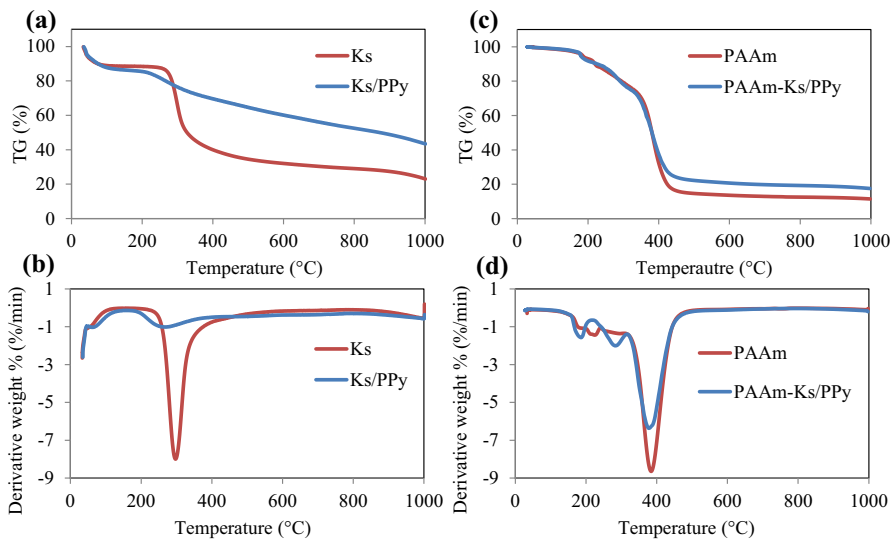 (a)
100
80
60
40
20
0
TG (%)
Ks
Ks/PPy
0 200 400 600 800 1000
Temperature (°C)
(c)
100
80
60
40
20
0
TG (%)
PAAm
PAAm-Ks/PPy
0 200 400 600 800 1000
Temperautre (°C)
(b)
1
-1
-3
-5
-7
-9
Derivative weight % (%/min)
Ks
Ks/PPy
0 200 400 600 800 1000
Temperature (°C)
(d)
1
-1
-3
-5
-7
-9
Derivative weight % (%/min)
PAAm
PAAm-Ks/PPy
0 200 400 600 800 1000
Temperature (°C)